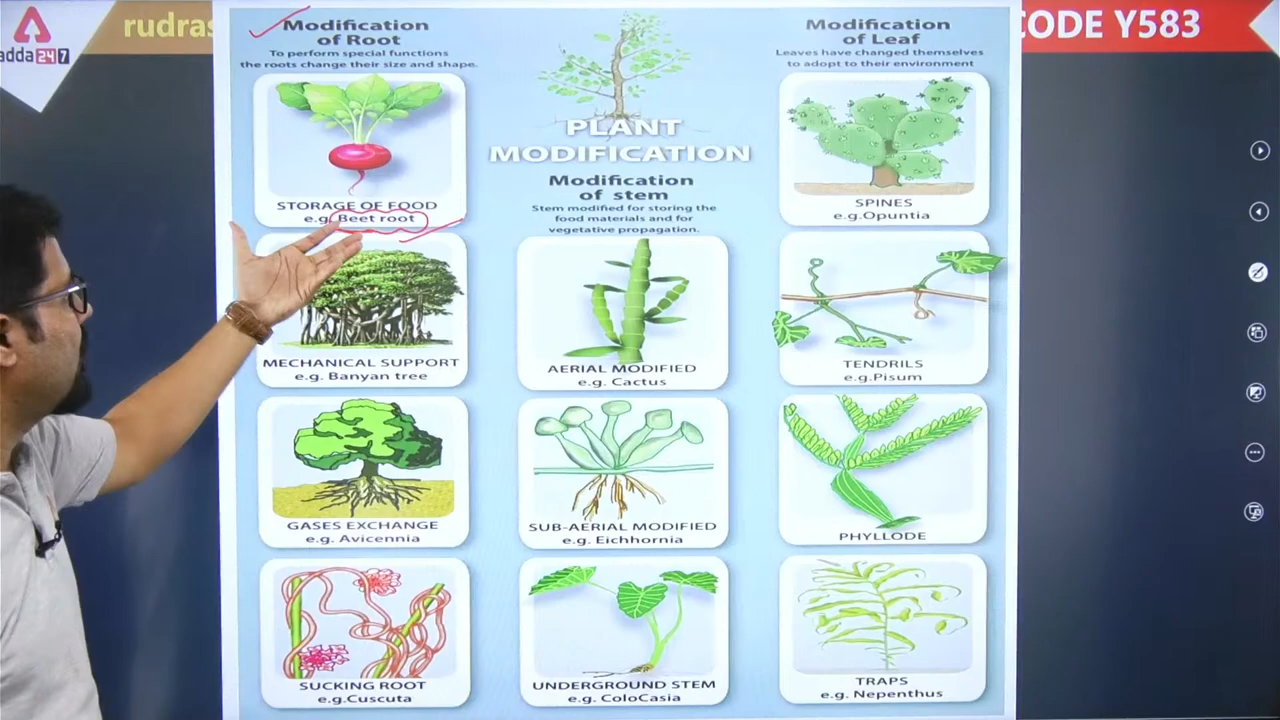 adda247
rudras
CODE Y583
Modification
of Root
To perform special functions
the roots change their size and shape.
STORAGE OF FOOD
e.g. Beet root
MECHANICAL SUPPORT
e.g. Banyan tree
GASES EXCHANGE
e.g. Avicennia
SUCKING ROOT
e.g.Cuscuta
PLANT
MODIFICATION
Modification
of stem
Stem modified for storing the
food materials and for
vegetative propagation.
AERIAL MODIFIED
e.g. Cactus
SUB-AERIAL MODIFIED
e.g. Eichhornia
UNDERGROUND STEM
e.g. ColoCasia
Modification
of Leaf
Leaves have changed themselves
to adopt to their environment
SPINES
e.g.Opuntia
TENDRILS
e.g.Pisum
PHYLLODE
TRAPS
e.g. Nepenthus